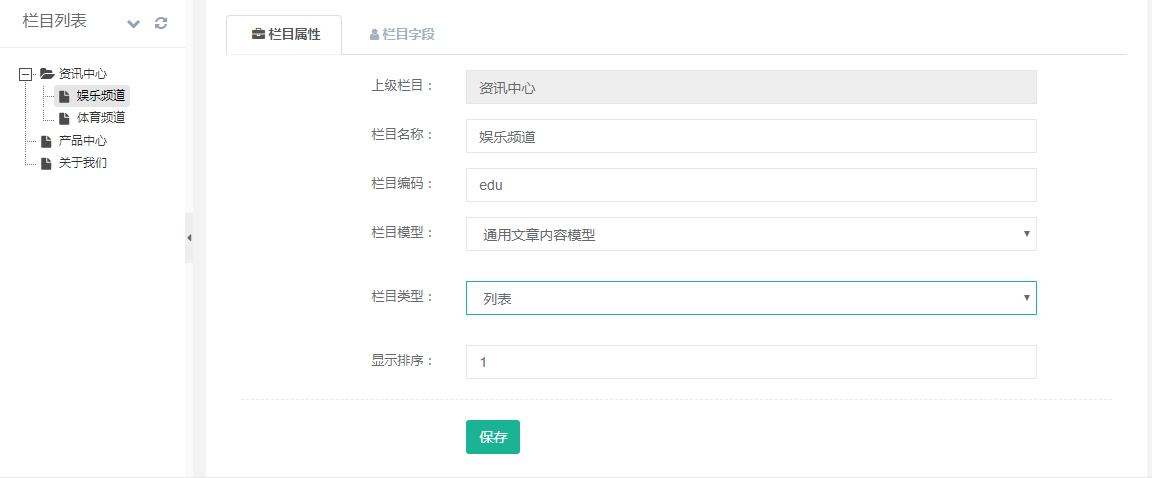 栏目列表
资讯中心
娱乐频道
体育频道
产品中心
关于我们
栏目属性 栏目字段
上级栏目： 资讯中心
栏目名称： 娱乐频道
栏目编码： edu
栏目模型： 通用文章内容模型
栏目类型： 列表
显示排序： 1
保存